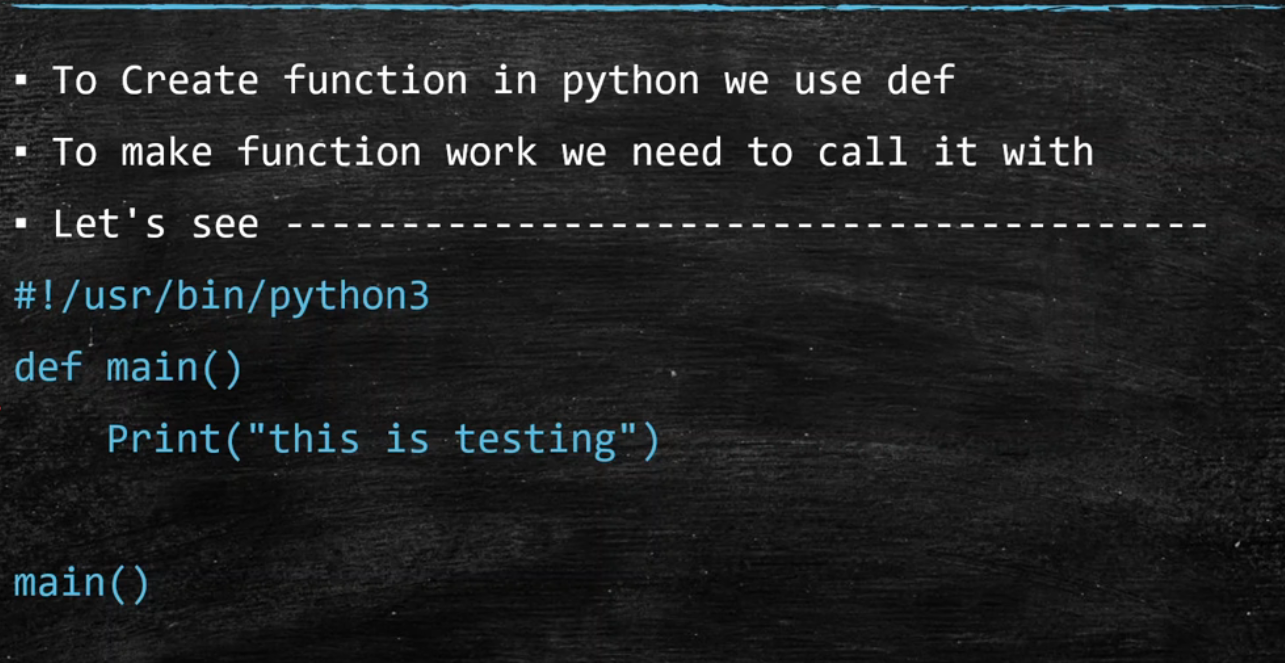 ▪ To Create function in python we use def
▪ To make function work we need to call it with
▪ Let's see ----------------------------------------
#!/usr/bin/python3
def main()
    Print("this is testing")
main()